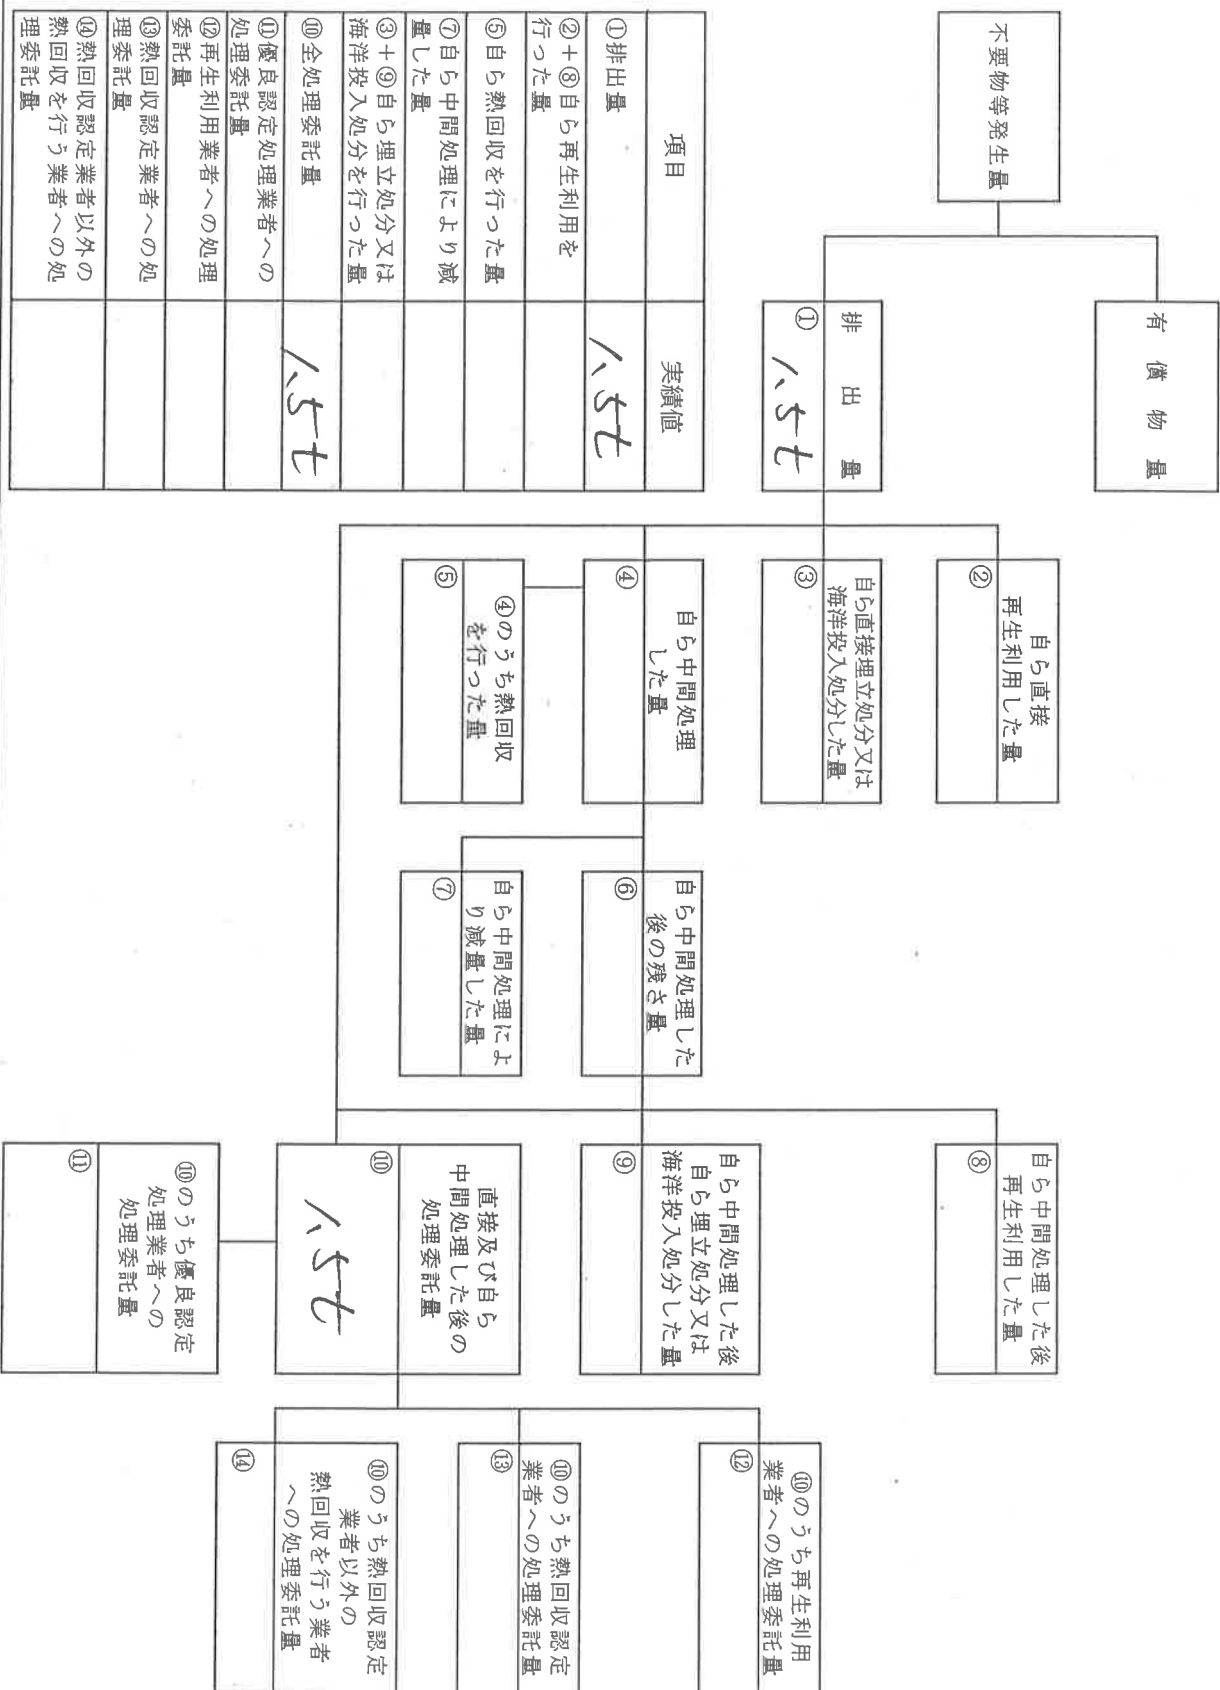 不要物等発生量
有償物量
排出量
①
1.5t
自ら直接
再生利用した量
②
自ら直接埋立処分又は
海洋投入処分した量
③
自ら中間処理
した量
④
④のうち熱回収
を行った量
⑤
自ら中間処理した
後の残さ量
⑥
自ら中間処理によ
り減量した量
⑦
自ら中間処理した後
再生利用した量
⑧
自ら中間処理した後
自ら埋立処分又は
海洋投入処分した量
⑨
直接及び自ら
中間処理した後の
処理委託量
⑩
1.5t
⑩のうち優良認定
処理業者への
処理委託量
⑪
⑩のうち再生利用
業者への処理委託量
⑫
⑩のうち熱回収認定
業者への処理委託量
⑬
⑩のうち熱回収認定
業者以外の
熱回収を行う業者
への処理委託量
⑭
項目 実績値
①排出量 1.5t
②+⑧自ら再生利用を
行った量
⑤自ら熱回収を行った量
⑦自ら中間処理により減
量した量
③+⑨自ら埋立処分又は
海洋投入処分を行った量
⑩全処理委託量 1.5t
⑪優良認定処理業者への
処理委託量
⑫再生利用業者への処理
委託量
⑬熱回収認定業者への処
理委託量
⑭熱回収認定業者以外の
熱回収を行う業者への処
理委託量